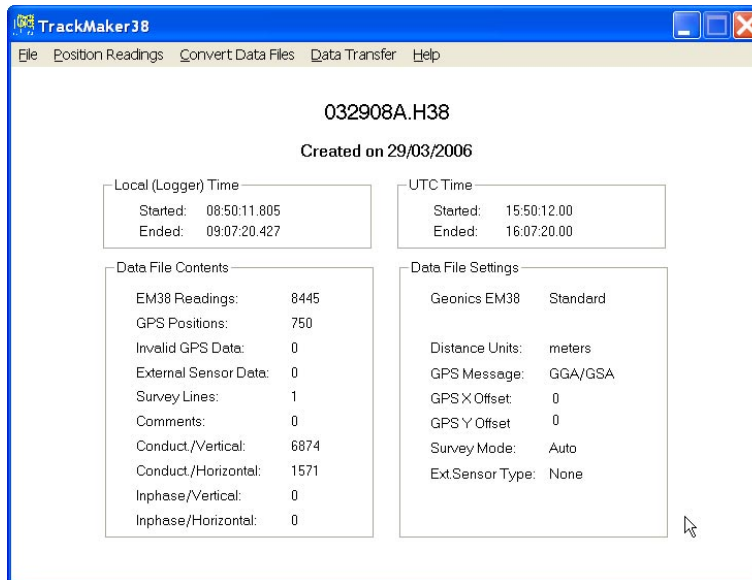 TrackMaker38
File Position Readings Convert Data Files Data Transfer Help
032908A.H38
Created on 29/03/2006
Local (Logger) Time
Started: 08:50:11.805
Ended: 09:07:20.427
UTC Time
Started: 15:50:12.00
Ended: 16:07:20.00
Data File Contents
EM38 Readings: 8445
GPS Positions: 750
Invalid GPS Data: 0
External Sensor Data: 0
Survey Lines: 1
Comments: 0
Conduct./Vertical: 6874
Conduct./Horizontal: 1571
Inphase/Vertical: 0
Inphase/Horizontal: 0
Data File Settings
Geonics EM38 Standard
Distance Units: meters
GPS Message: GGA/GSA
GPS X Offset: 0
GPS Y Offset 0
Survey Mode: Auto
Ext.Sensor Type: None